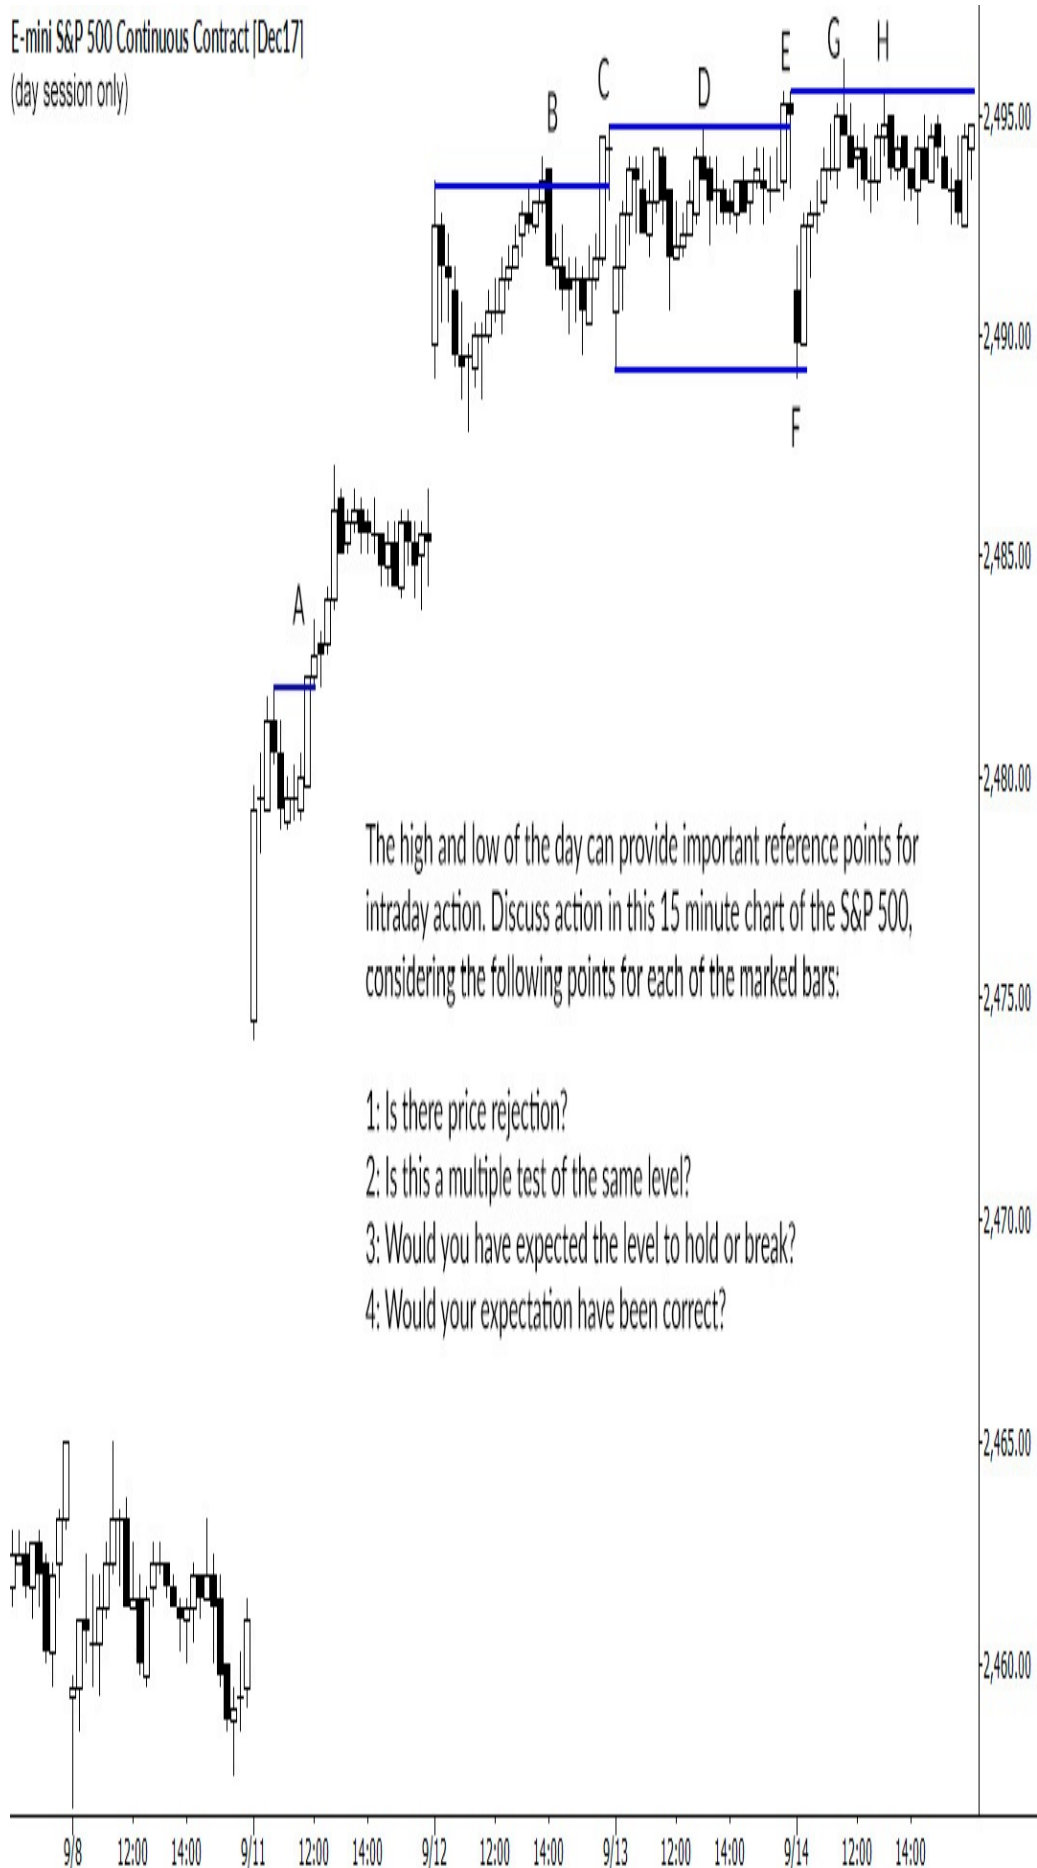 E-mini S&P 500 Continuous Contract [Dec17]
(day session only)
B
C
D
E
G
H
2,495.00
2,490.00
F
2,485.00
A
2,480.00
The high and low of the day can provide important reference points for
intraday action. Discuss action in this 15 minute chart of the S&P 500,
considering the following points for each of the marked bars:
2,475.00
1: Is there price rejection?
2: Is this a multiple test of the same level?
2,470.00
3: Would you have expected the level to hold or break?
4: Would your expectation have been correct?
2,465.00
2,460.00
9/8 12:00 14:00 9/11 12:00 14:00 9/12 12:00 14:00 9/13 12:00 14:00 9/14 12:00 14:00